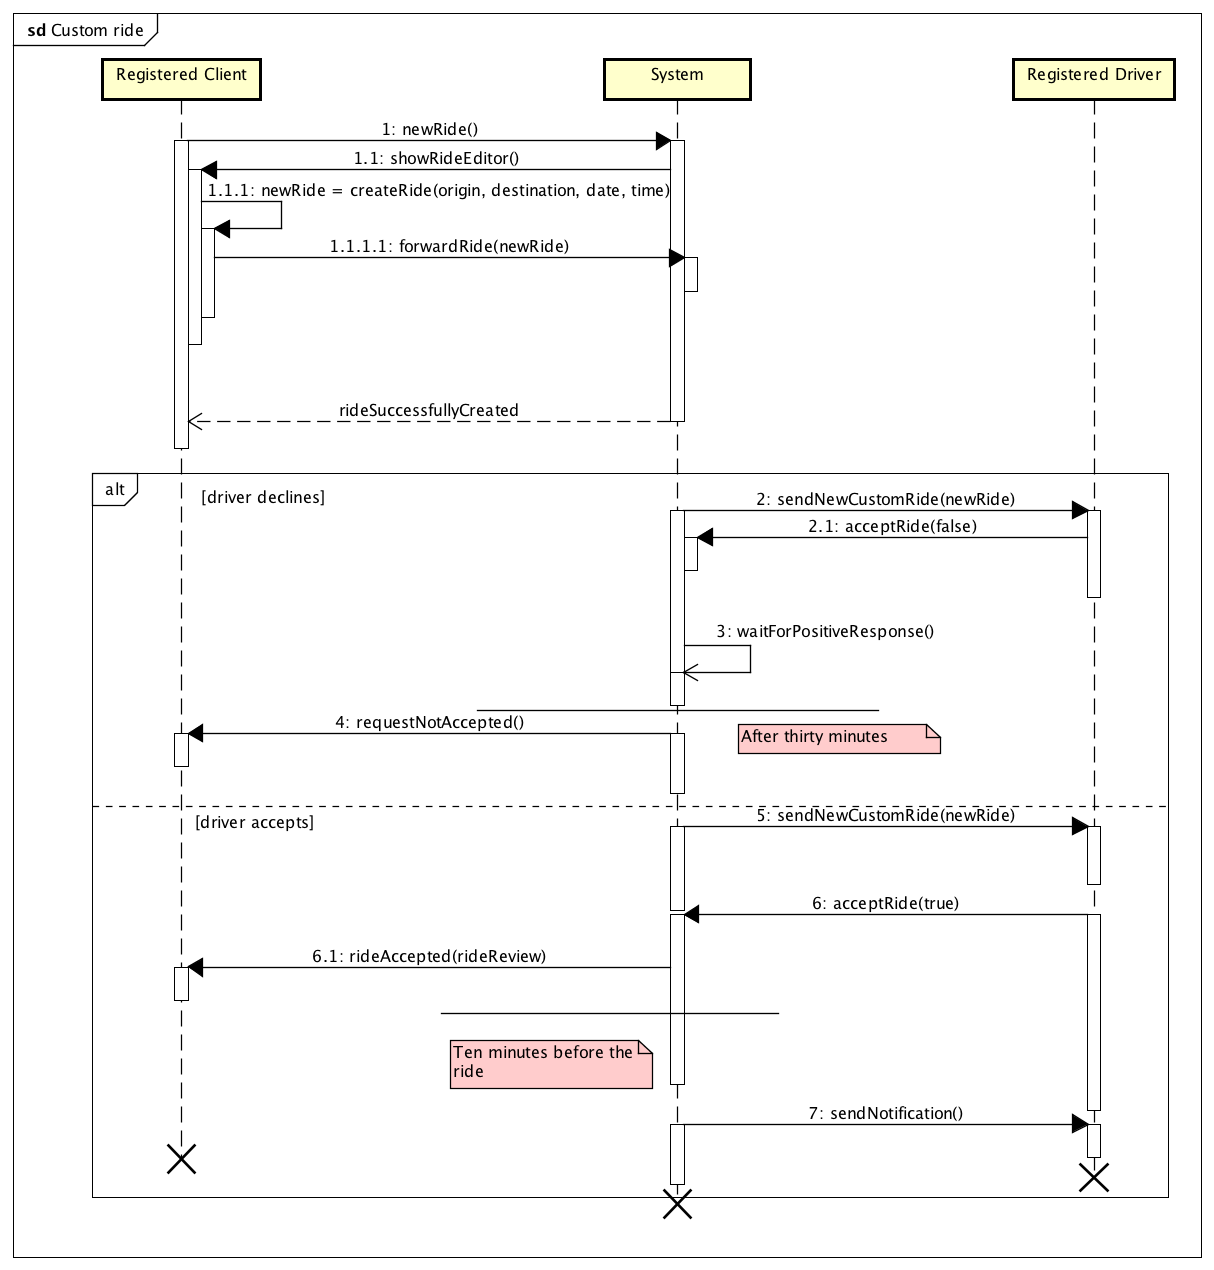 sd Custom ride
Registered Client
System
Registered Driver
1: newRide()
1.1: showRideEditor()
1.1.1: newRide = createRide(origin, destination, date, time)
1.1.1.1: forwardRide(newRide)
rideSuccessfullyCreated
alt
[driver declines]
2: sendNewCustomRide(newRide)
2.1: acceptRide(false)
3: waitForPositiveResponse()
4: requestNotAccepted()
After thirty minutes
[driver accepts]
5: sendNewCustomRide(newRide)
6: acceptRide(true)
6.1: rideAccepted(rideReview)
Ten minutes before the
ride
7: sendNotification()